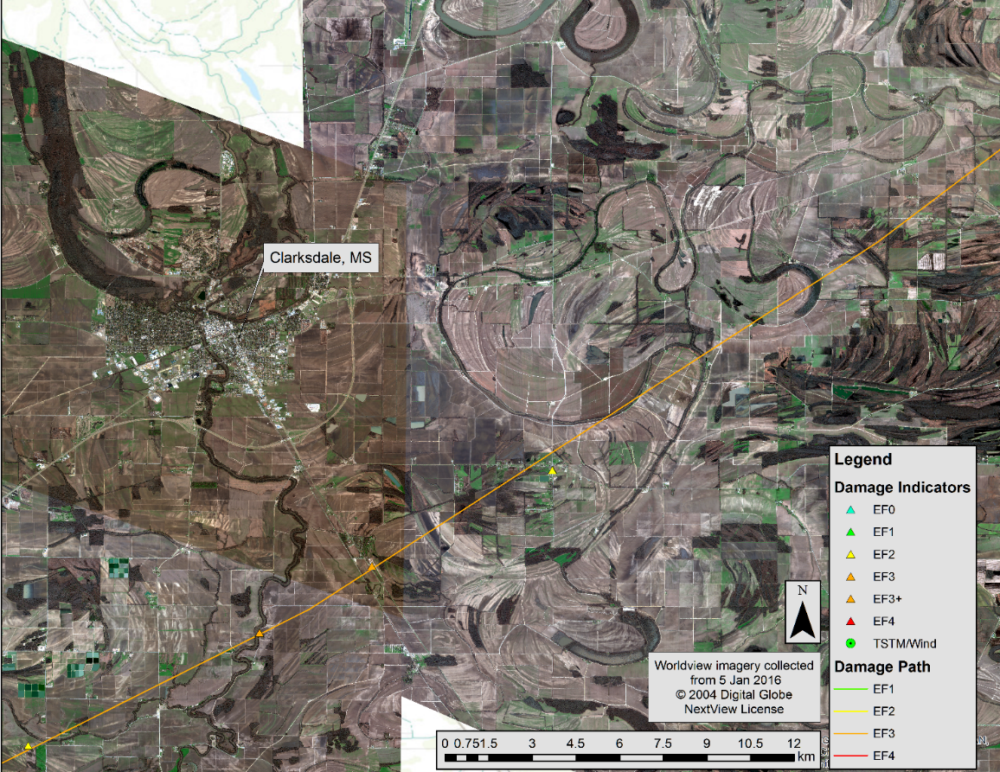 Clarksdale, MS
Legend
Damage Indicators
EF0
EF1
EF2
EF3
EF3+
EF4
TSTM/Wind
Damage Path
EF1
EF2
EF3
EF4
N
Worldview imagery collected
from 5 Jan 2016
© 2004 Digital Globe
NextView License
0 0.751.5 3 4.5 6 7.5 9 10.5 12
km